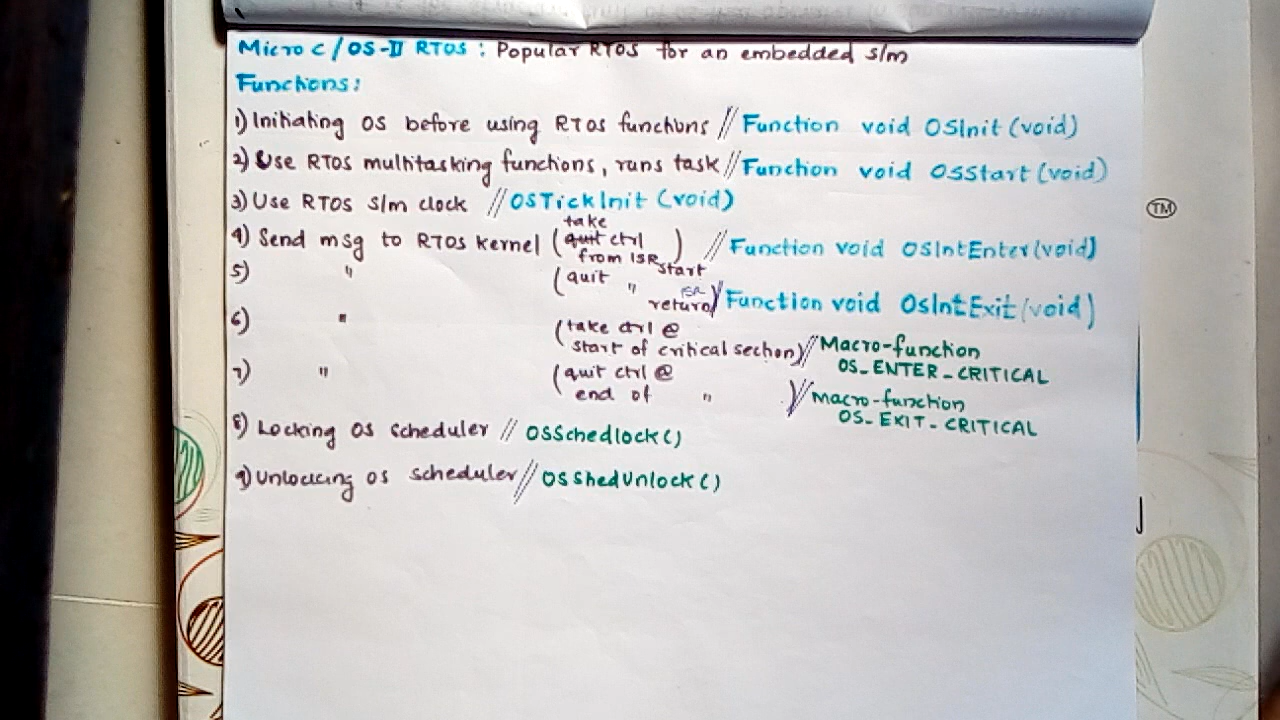 Micro C/OS-II RTOS : Popular RTOS for an embedded s/m
Functions:
1) Initiating OS before using RTOS functions // Function void OSInit (void)
2) Use RTOS multitasking functions, runs task // Function void OSStart (void)
3) Use RTOS s/m clock // OSTickInit (void)
take
4) Send msg to RTOS kernel (quit ctrl ) // Function void OSIntEnter (void)
from ISR start
5) " (quit "
ISR
return) // Function void OSIntExit (void)
6) " (take ctrl @
start of critical section) // Macro-function
OS_ENTER_CRITICAL
7) " (quit ctrl @
end of " ) // Macro-function
OS_EXIT_CRITICAL
8) Locking OS scheduler // OSSchedlock ()
9) Unlocking OS scheduler // OSShedUnlock ()
TM